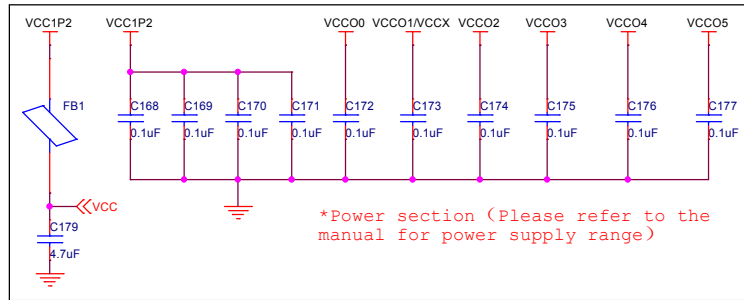 VCC1P2 VCC1P2 VCCO0 VCCO1/VCCX VCCO2 VCCO3 VCCO4 VCCO5
FB1 C168 C169 C170 C171 C172 C173 C174 C175 C176 C177
0.1uF 0.1uF 0.1uF 0.1uF 0.1uF 0.1uF 0.1uF 0.1uF 0.1uF 0.1uF
VCC
C179
4.7uF
*Power section (Please refer to the
manual for power supply range)